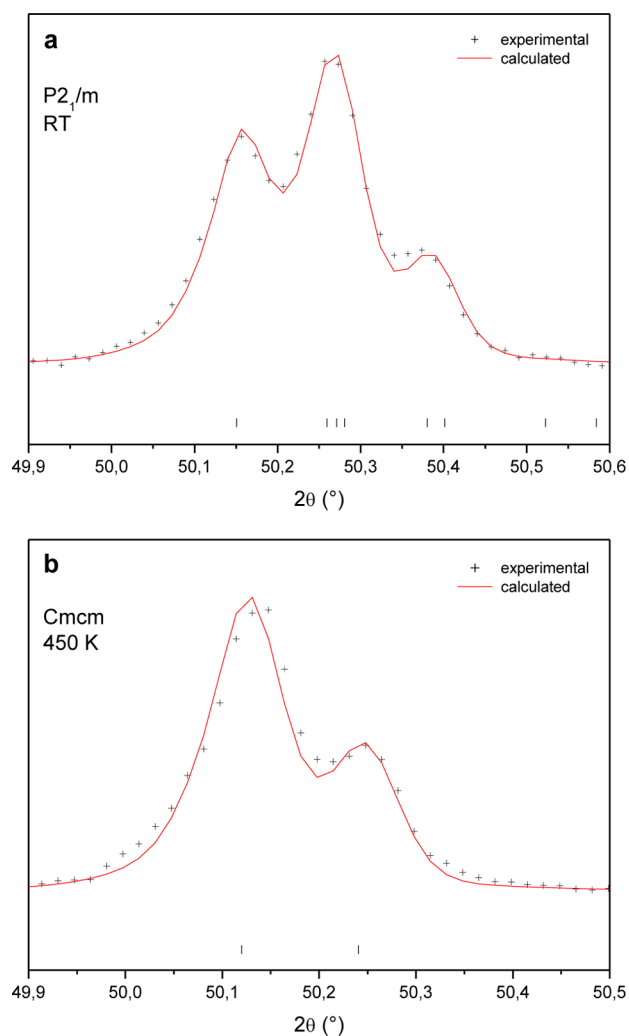 a
experimental
calculated
P2₁/m
RT
49,9 50,0 50,1 50,2 50,3 50,4 50,5 50,6
2θ (°)
b
experimental
calculated
Cmcm
450 K
49,9 50,0 50,1 50,2 50,3 50,4 50,5
2θ (°)